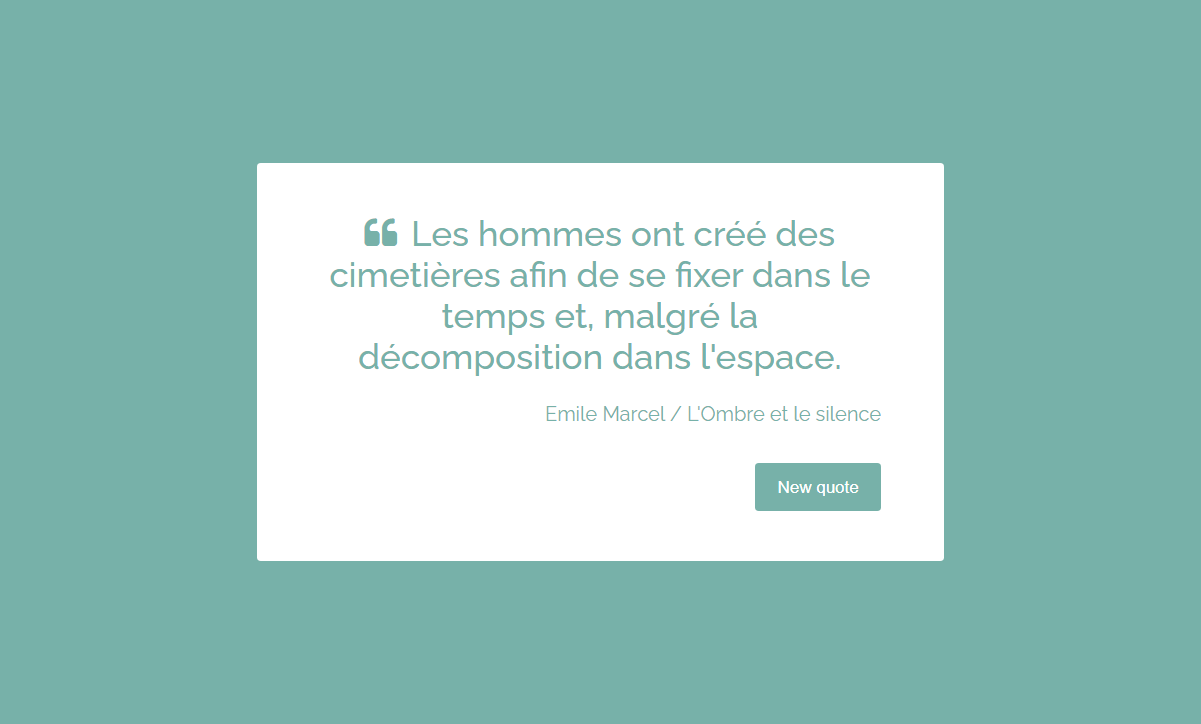 ❝ Les hommes ont créé des
cimetières afin de se fixer dans le
temps et, malgré la
décomposition dans l'espace.
Emile Marcel / L'Ombre et le silence
New quote